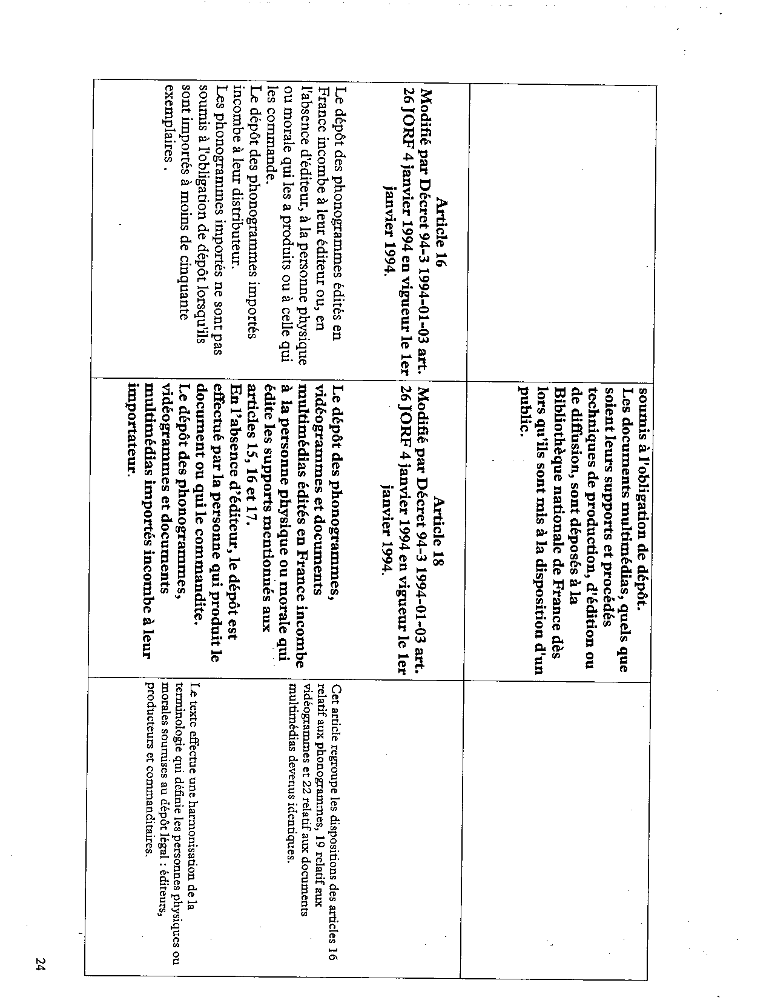 soumis à l'obligation de dépôt.
Les documents multimédias, quels que
soient leurs supports et procédés
techniques de production, d'édition ou
de diffusion, sont déposés à la
Bibliothèque nationale de France dès
lors qu'ils sont mis à la disposition d'un
public.
Article 16
Modifié par Décret 94-3 1994-01-03 art.
26 JORF 4 janvier 1994 en vigueur le 1er
janvier 1994.
Le dépôt des phonogrammes édités en
France incombe à leur éditeur ou, en
l'absence d'éditeur, à la personne physique
ou morale qui les a produits ou à celle qui
les commande.
Le dépôt des phonogrammes importés
incombe à leur distributeur.
Les phonogrammes importés ne sont pas
soumis à l'obligation de dépôt lorsqu'ils
sont importés à moins de cinquante
exemplaires .
Article 18
Modifié par Décret 94-3 1994-01-03 art.
26 JORF 4 janvier 1994 en vigueur le 1er
janvier 1994.
Le dépôt des phonogrammes,
vidéogrammes et documents
multimédias édités en France incombe
à la personne physique ou morale qui
édite les supports mentionnés aux
articles 15, 16 et 17.
En l'absence d'éditeur, le dépôt est
effectué par la personne qui produit le
document ou qui le commandite.
Le dépôt des phonogrammes,
vidéogrammes et documents
multimédias importés incombe à leur
importateur.
Cet article regroupe les dispositions des articles 16
relatif aux phonogrammes, 19 relatif aux
vidéogrammes et 22 relatif aux documents
multimédias devenus identiques.
Le texte effectue une harmonisation de la
terminologie qui définie les personnes physiques ou
morales soumises au dépôt légal : éditeurs,
producteurs et commanditaires.
24